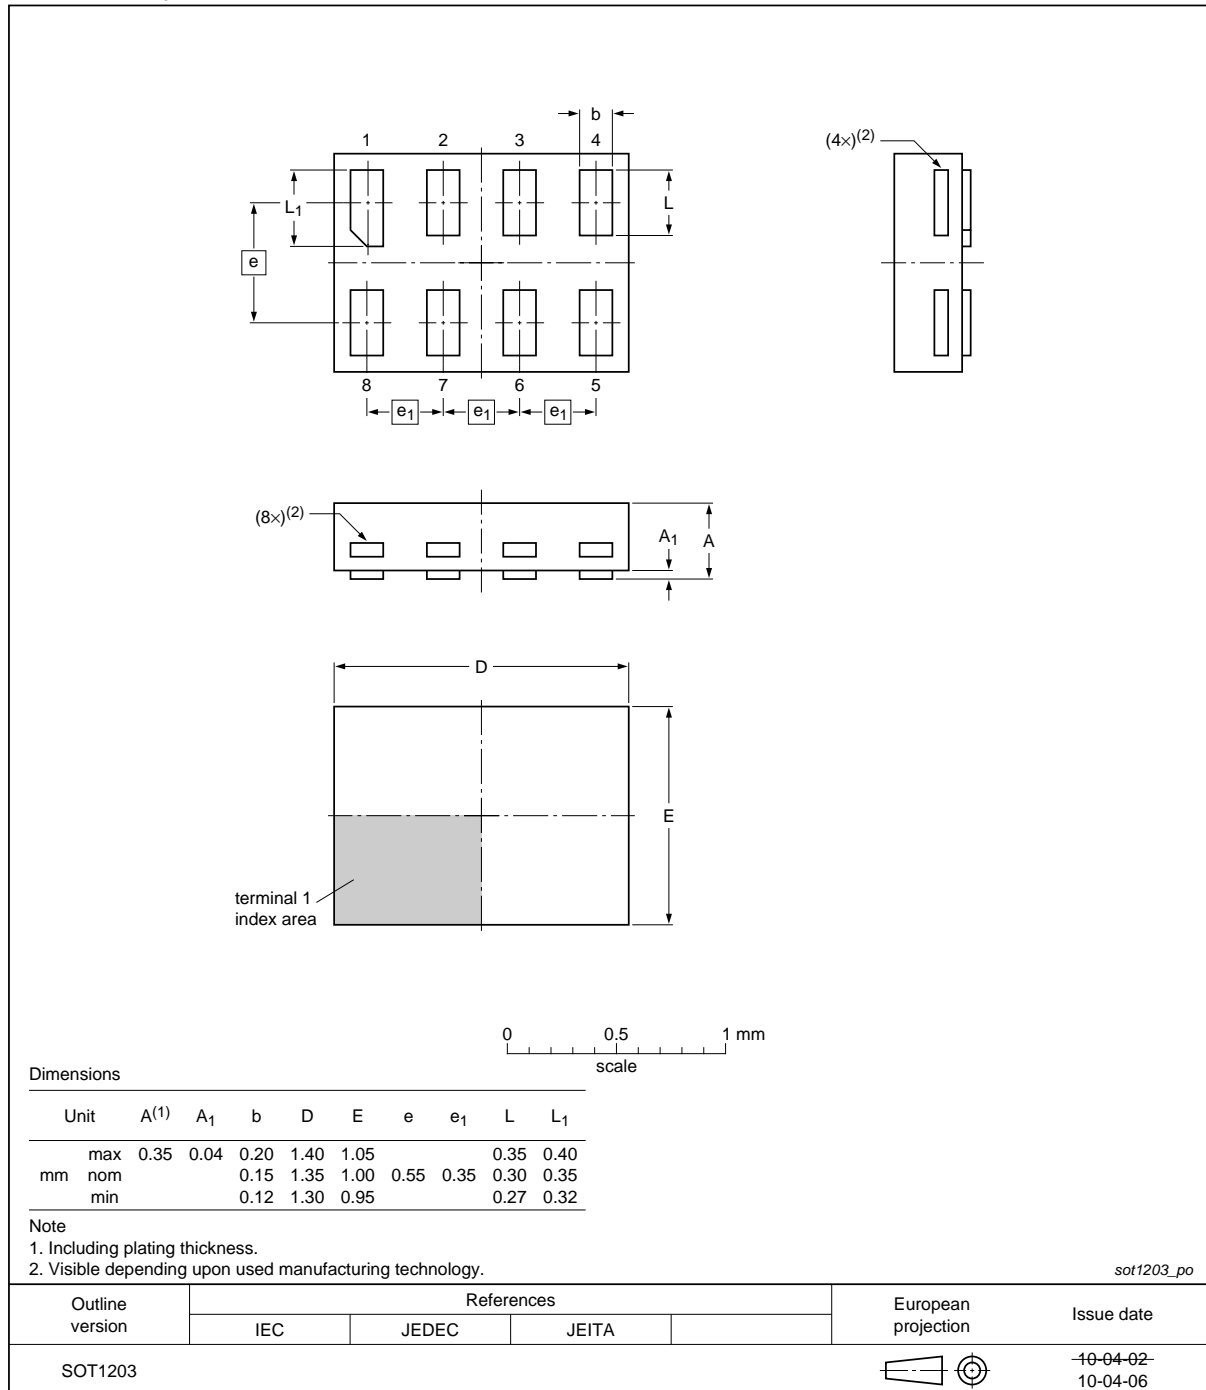 b
1 2 3 4
(4×)(2)
L1
L
e
8 7 6 5
e1 e1 e1
(8×)(2)
A1
A
D
E
terminal 1
index area
0 0.5 1 mm
scale
Dimensions
Unit A(1) A1 b D E e e1 L L1
max 0.35 0.04 0.20 1.40 1.05 0.35 0.40
mm nom 0.15 1.35 1.00 0.55 0.35 0.30 0.35
min 0.12 1.30 0.95 0.27 0.32
Note
1. Including plating thickness.
2. Visible depending upon used manufacturing technology.
sot1203_po
Outline version
References
European projection
Issue date
IEC JEDEC JEITA
SOT1203
10-04-02
10-04-06